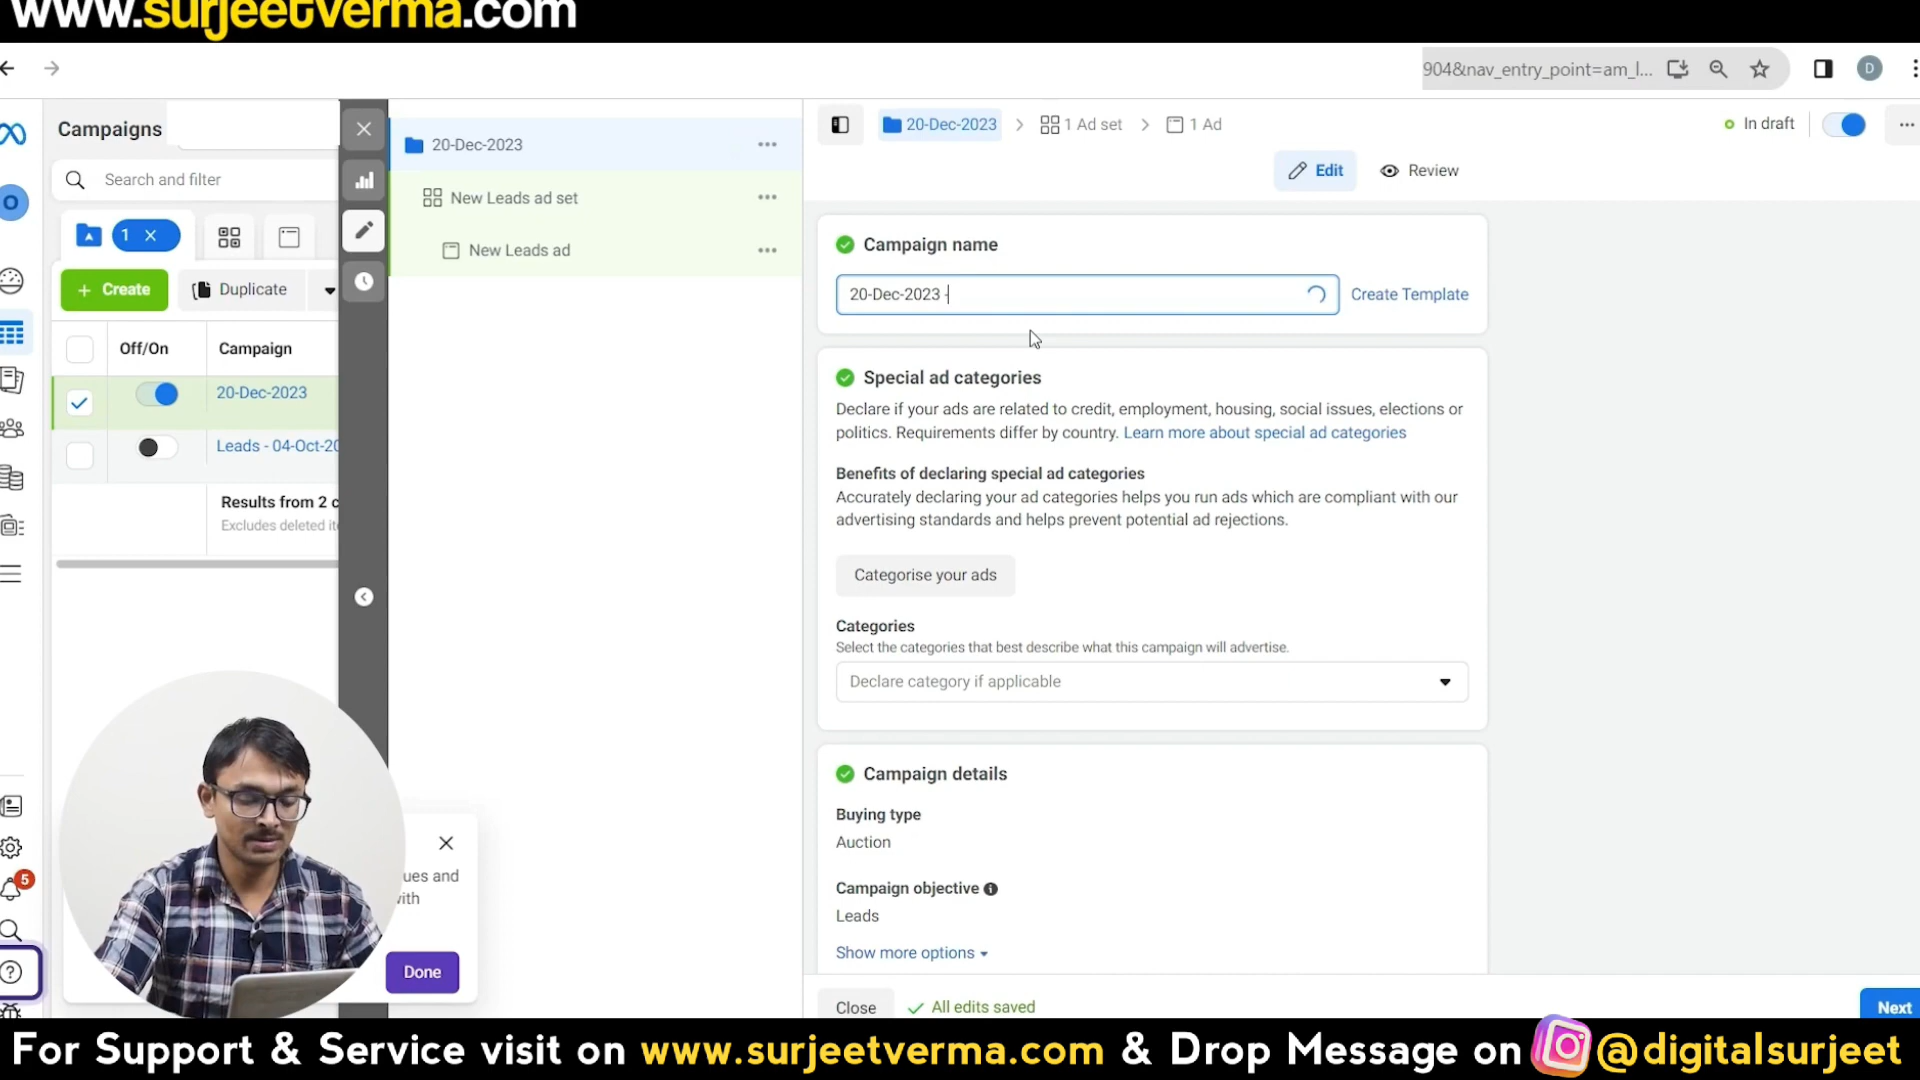 www.surjeetverma.com
904&nav_entry_point=am_l...
D
Campaigns
Search and filter
1
Create
Duplicate
Off/On
Campaign
20-Dec-2023
Leads - 04-Oct-20
Results from 2 c
Excludes deleted ite
O
5
ues and
with
Done
20-Dec-2023
New Leads ad set
New Leads ad
20-Dec-2023
1 Ad set
1 Ad
In draft
Edit
Review
Campaign name
20-Dec-2023 -
Create Template
Special ad categories
Declare if your ads are related to credit, employment, housing, social issues, elections or
politics. Requirements differ by country. Learn more about special ad categories
Benefits of declaring special ad categories
Accurately declaring your ad categories helps you run ads which are compliant with our
advertising standards and helps prevent potential ad rejections.
Categorise your ads
Categories
Select the categories that best describe what this campaign will advertise.
Declare category if applicable
Campaign details
Buying type
Auction
Campaign objective
Leads
Show more options
Close
All edits saved
Next
For Support & Service visit on www.surjeetverma.com & Drop Message on @digitalsurjeet